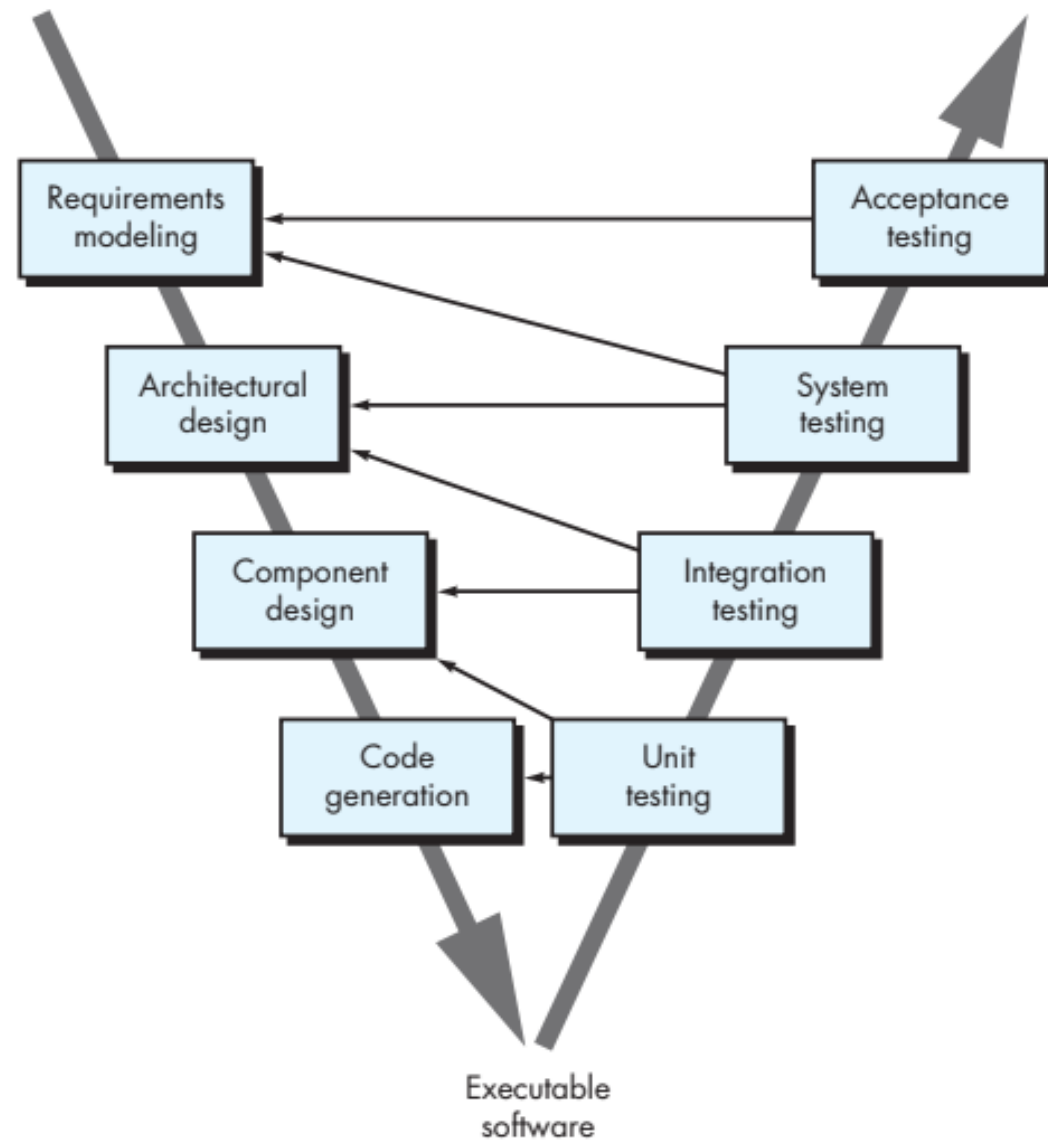 Requirements
modeling
Acceptance
testing
Architectural
design
System
testing
Component
design
Integration
testing
Code
generation
Unit
testing
Executable
software